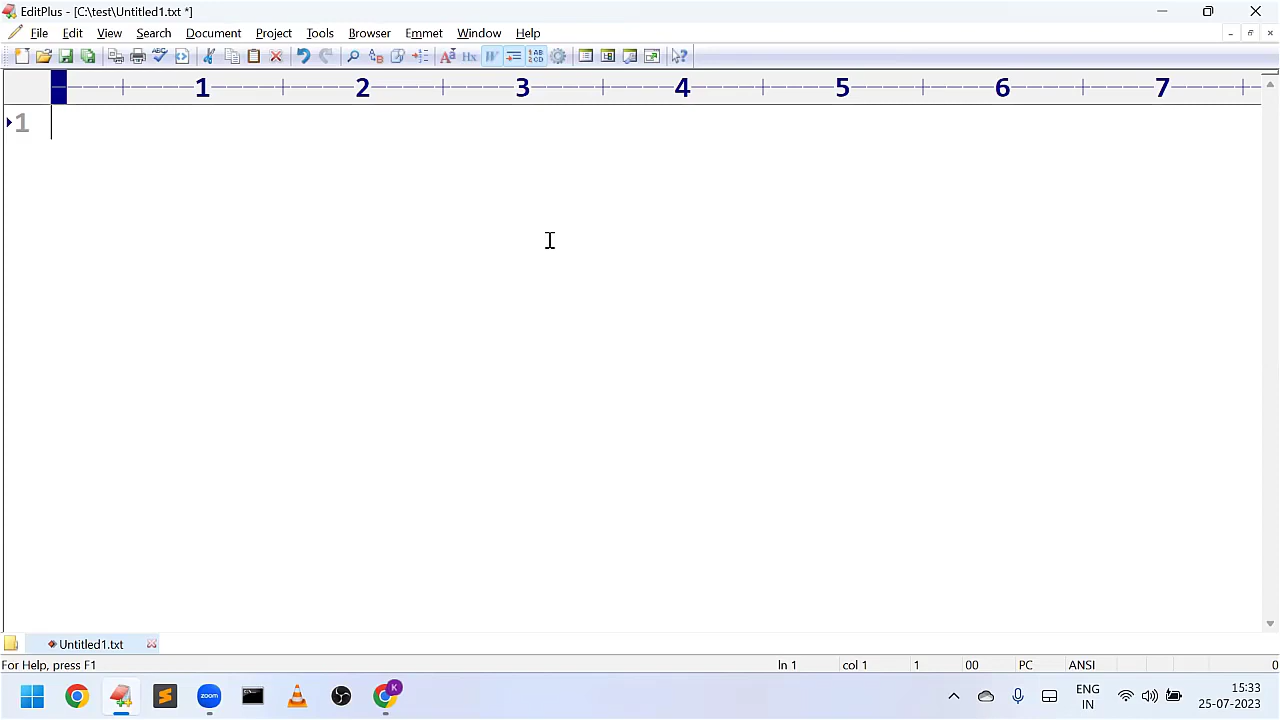 EditPlus - [C:\test\Untitled1.txt *]
File Edit View Search Document Project Tools Browser Emmet Window Help
1 2 3 4 5 6 7
1
Untitled1.txt
For Help, press F1 ln 1 col 1 1 00 PC ANSI 0
zoom K ENG IN 15:33 25-07-2023